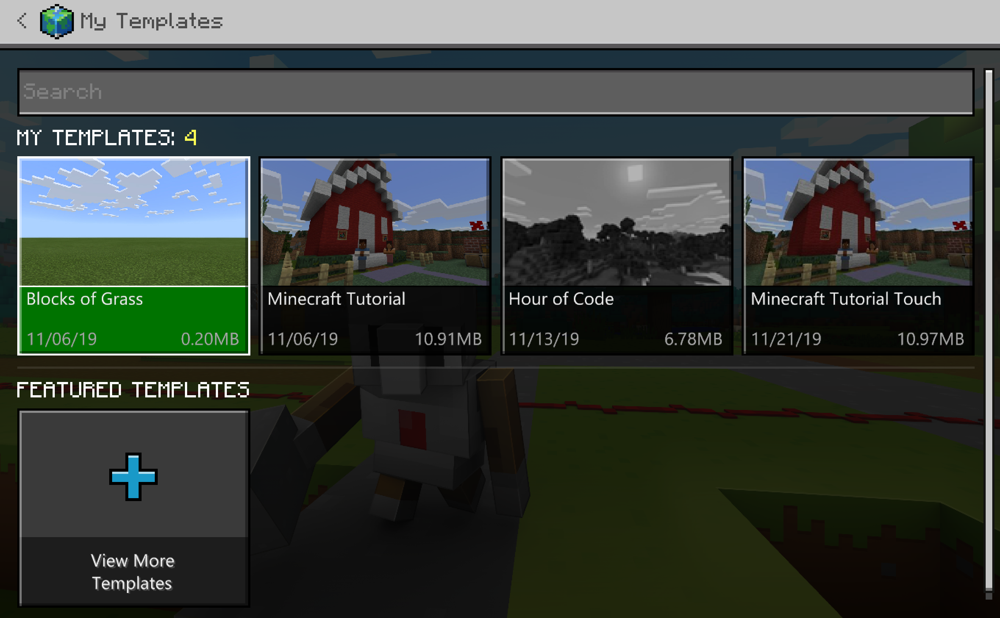 My Templates
Search
MY TEMPLATES: 4
Blocks of Grass
11/06/19 0.20MB
Minecraft Tutorial
11/06/19 10.91MB
Hour of Code
11/13/19 6.78MB
Minecraft Tutorial Touch
11/21/19 10.97MB
FEATURED TEMPLATES
View More
Templates